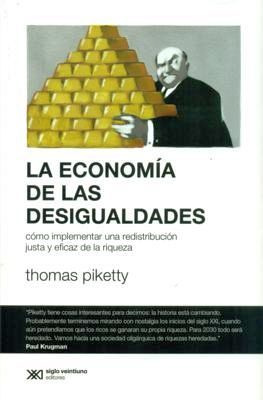 LA ECONOMÍA
DE LAS
DESIGUALDADES
cómo implementar una redistribución
justa y eficaz de la riqueza
thomas piketty
"Piketty tiene cosas interesantes para decirnos: la historia está cambiando.
Probablemente terminemos mirando con nostalgia los inicios del siglo XXI, cuando
aún pretendíamos que los ricos se ganaran su propia riqueza. Para 2030 todo será
heredado. Vamos hacia una sociedad oligárquica de riquezas heredadas."
Paul Krugman
XXI siglo veintiuno
editores